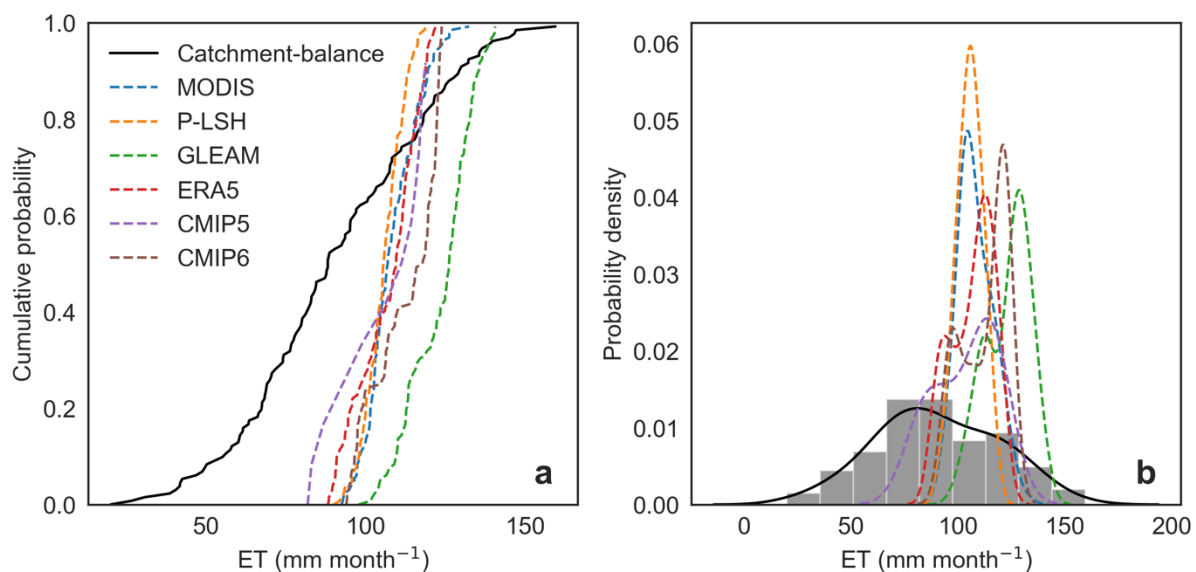 1.0
0.8
0.6
0.4
0.2
0.0
Cumulative probability
Catchment-balance
MODIS
P-LSH
GLEAM
ERA5
CMIP5
CMIP6
a
50
100
150
ET (mm month⁻¹)
0.06
0.05
0.04
0.03
0.02
0.01
0.00
Probability density
b
0
50
100
150
200
ET (mm month⁻¹)